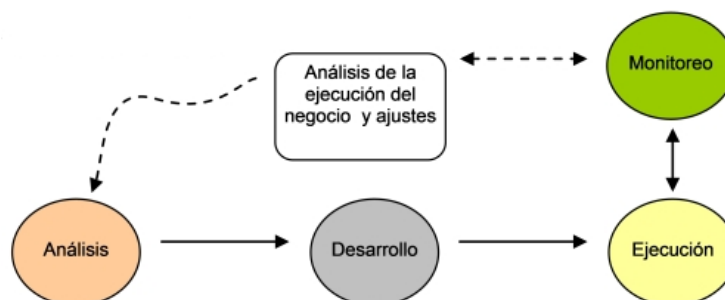 Análisis de la
ejecución del
negocio y ajustes
Monitoreo
Análisis
Desarrollo
Ejecución